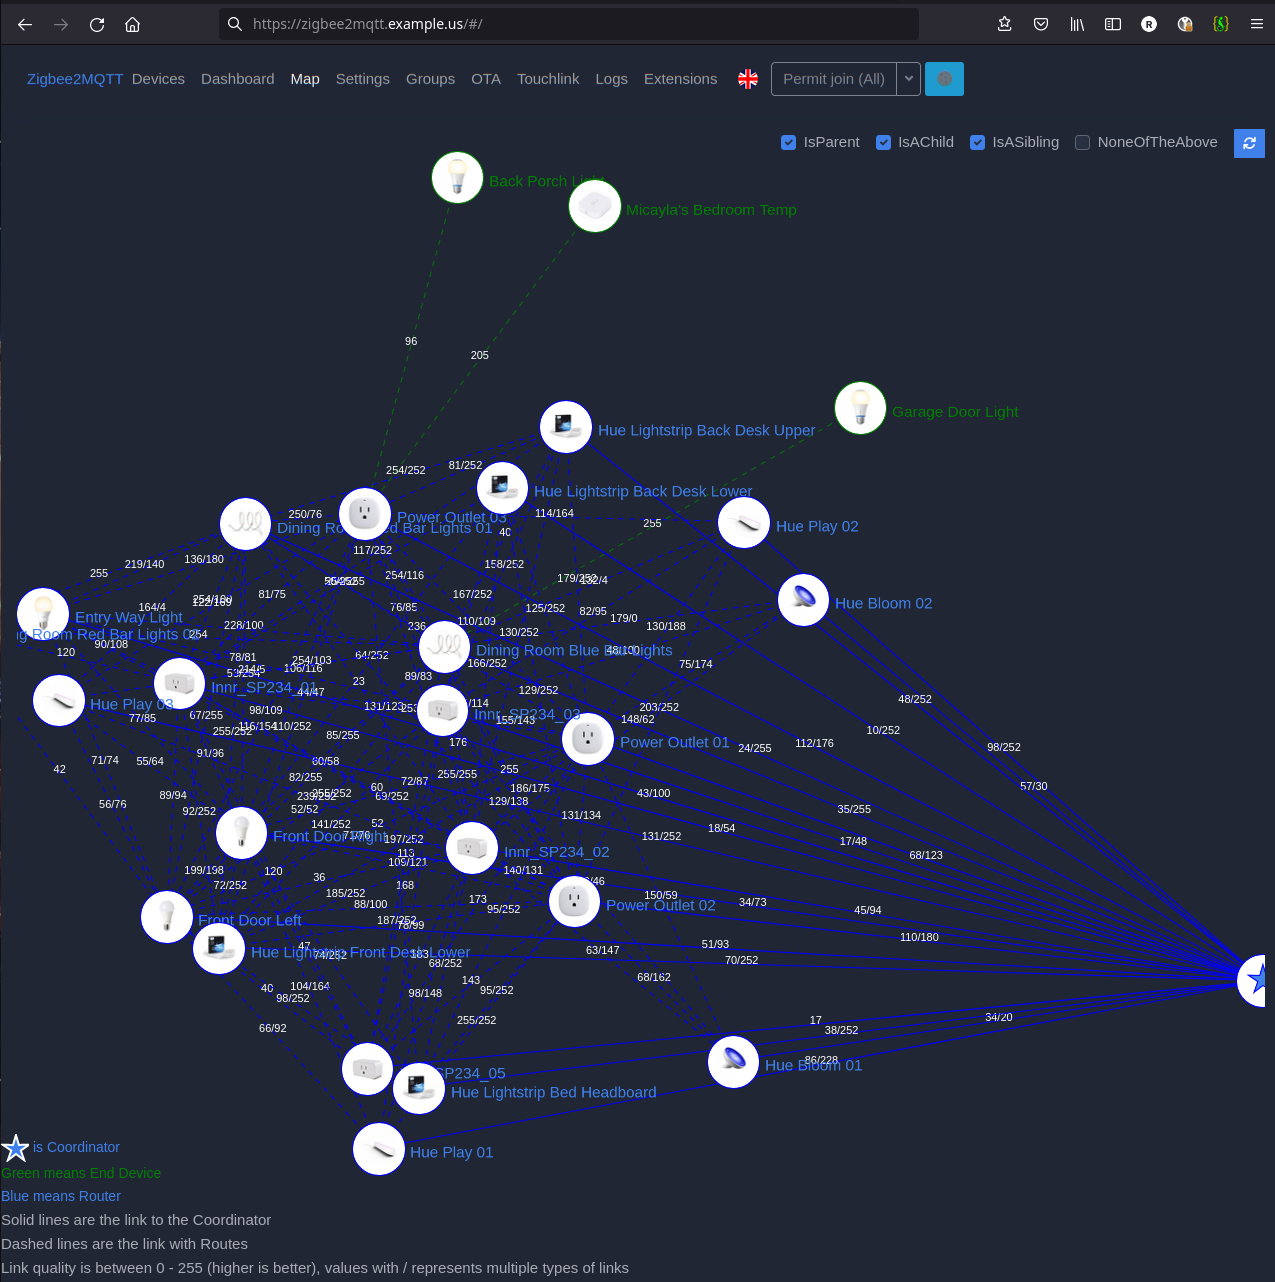 https://zigbee2mqtt.example.us/#/
Zigbee2MQTT Devices Dashboard Map Settings Groups OTA Touchlink Logs Extensions Permit join (All)
IsParent IsAChild IsASibling NoneOfTheAbove
Back Porch Light
Micayla's Bedroom Temp
96
205
Garage Door Light
Hue Lightstrip Back Desk Upper
254/252 81/252
Hue Lightstrip Back Desk Lower
250/76 Power Outlet 03 114/164 255
Dining Room Red Bar Lights 01 40 Hue Play 02
117/252
219/140 136/180 158/252
255 254/116 179/252
81/75 167/252
Hue Bloom 02
164/4 76/85 125/252 82/95
Entry Way Light 110/109 179/0
228/100 236 130/252 130/188
254
90/108
120 78/81 64/252 Dining Room Blue Bar Lights
254/103 106/116 166/252 75/174
89/83
Innr_SP234_01 44/47 23 129/252
Hue Play 03 48/252
77/85 67/255 98/109 131/123 /114 203/252
Innr_SP234_03 155/143 148/62
116/154 110/252
255/252 85/255 10/252
176 Power Outlet 01 24/255 112/176 98/252
91/96
71/74 55/64 60/58
42 82/255 72/87 255/255 255
60 186/175 57/30
89/94 239/252 255/252 69/252 129/138 43/100
56/76 92/252 52/52 35/255
141/252 52 131/134
Front Door Right 197/252 131/252 18/54
113 Innr_SP234_02 17/48
109/121 68/123
199/198 120 140/131
72/252 36 168 /46
185/252 173 150/59
88/100 95/252 Power Outlet 02 34/73
Front Door Left 187/252 78/99 45/94
47 110/180
Hue Lightstrip Front Desk Lower 63/147 51/93
74/252 183 68/252 70/252
143 68/162
40 104/164 98/148 95/252
98/252
66/92 255/252 17 34/20
38/252
86/228
Hue Bloom 01
SP234_05
Hue Lightstrip Bed Headboard
Hue Play 01
is Coordinator
Green means End Device
Blue means Router
Solid lines are the link to the Coordinator
Dashed lines are the link with Routes
Link quality is between 0 - 255 (higher is better), values with / represents multiple types of links